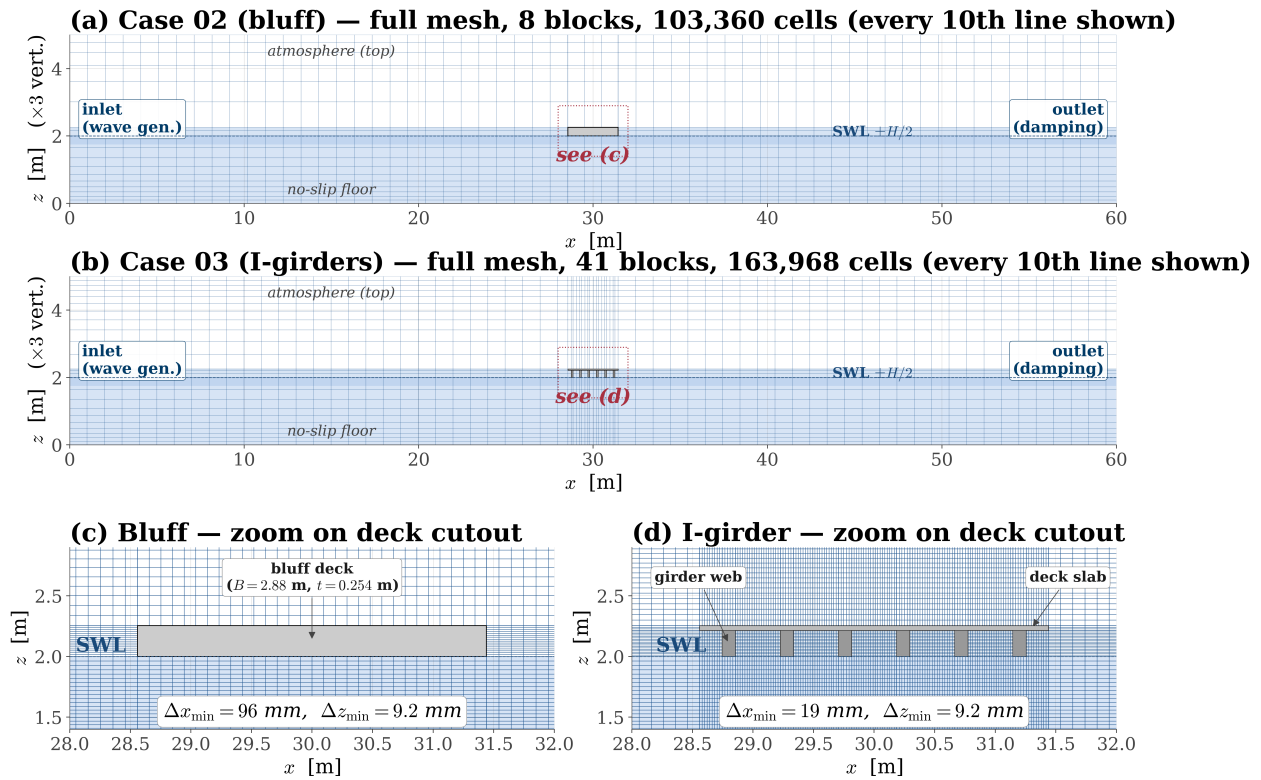 (a) Case 02 (bluff) — full mesh, 8 blocks, 103,360 cells (every 10th line shown)
z [m] (×3 vert.)
4
2
0
atmosphere (top)
inlet
(wave gen.)
outlet
(damping)
SWL ±H/2
see (c)
no-slip floor
0 10 20 30 40 50 60
x [m]
(b) Case 03 (I-girders) — full mesh, 41 blocks, 163,968 cells (every 10th line shown)
z [m] (×3 vert.)
4
2
0
atmosphere (top)
inlet
(wave gen.)
outlet
(damping)
SWL ±H/2
see (d)
no-slip floor
0 10 20 30 40 50 60
x [m]
(c) Bluff — zoom on deck cutout
z [m]
2.5
2.0
1.5
bluff deck
(B = 2.88 m, t = 0.254 m)
SWL
Δx_min = 96 mm, Δz_min = 9.2 mm
28.0 28.5 29.0 29.5 30.0 30.5 31.0 31.5 32.0
x [m]
(d) I-girder — zoom on deck cutout
z [m]
2.5
2.0
1.5
girder web
deck slab
SWL
Δx_min = 19 mm, Δz_min = 9.2 mm
28.0 28.5 29.0 29.5 30.0 30.5 31.0 31.5 32.0
x [m]